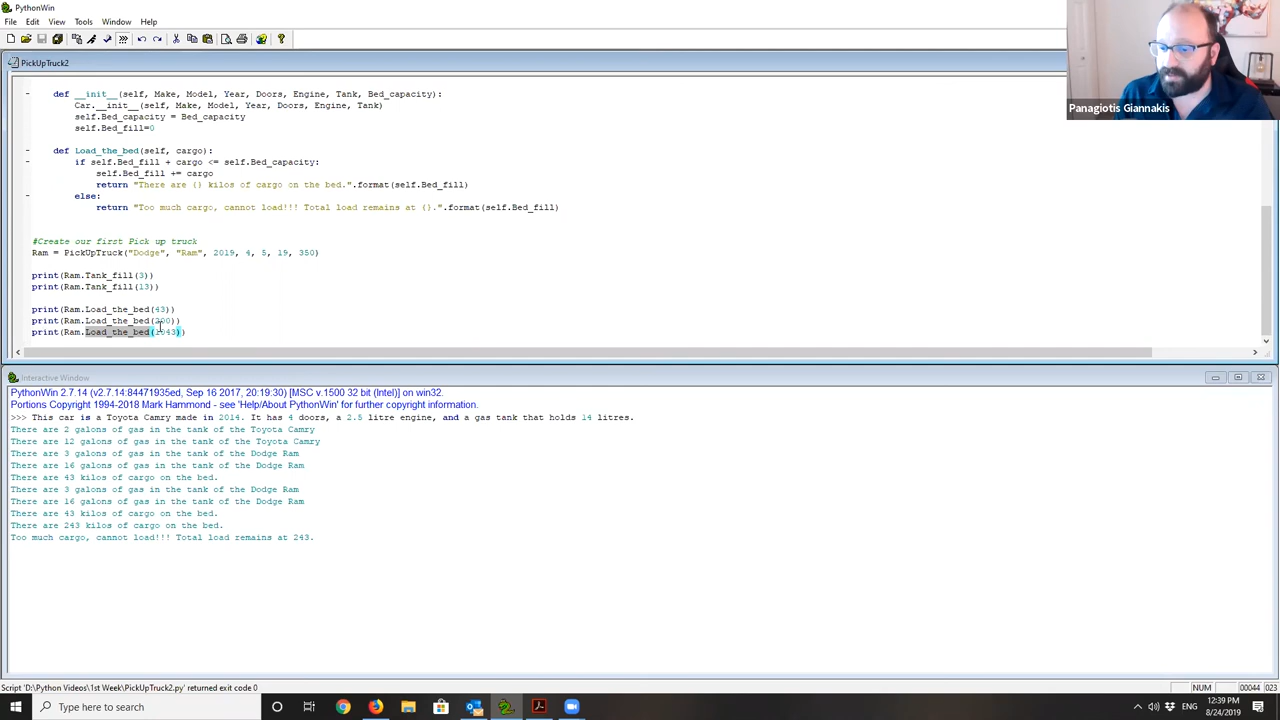 PythonWin
File Edit View Tools Window Help
PickUpTruck2
def __init__(self, Make, Model, Year, Doors, Engine, Tank, Bed_capacity):
Car.__init__(self, Make, Model, Year, Doors, Engine, Tank)
self.Bed_capacity = Bed_capacity
self.Bed_fill=0
def Load_the_bed(self, cargo):
if self.Bed_fill + cargo <= self.Bed_capacity:
self.Bed_fill += cargo
return "There are {} kilos of cargo on the bed.".format(self.Bed_fill)
else:
return "Too much cargo, cannot load!!! Total load remains at {}.".format(self.Bed_fill)
#Create our first Pick up truck
Ram = PickUpTruck("Dodge", "Ram", 2019, 4, 5, 19, 350)
print(Ram.Tank_fill(3))
print(Ram.Tank_fill(13))
print(Ram.Load_the_bed(43))
print(Ram.Load_the_bed(200))
print(Ram.Load_the_bed(1043))
Panagiotis Giannakis
Interactive Window
PythonWin 2.7.14 (v2.7.14:84471935ed, Sep 16 2017, 20:19:30) [MSC v.1500 32 bit (Intel)] on win32.
Portions Copyright 1994-2018 Mark Hammond - see 'Help/About PythonWin' for further copyright information.
>>> This car is a Toyota Camry made in 2014. It has 4 doors, a 2.5 litre engine, and a gas tank that holds 14 litres.
There are 2 galons of gas in the tank of the Toyota Camry
There are 12 galons of gas in the tank of the Toyota Camry
There are 3 galons of gas in the tank of the Dodge Ram
There are 16 galons of gas in the tank of the Dodge Ram
There are 43 kilos of cargo on the bed.
There are 3 galons of gas in the tank of the Dodge Ram
There are 16 galons of gas in the tank of the Dodge Ram
There are 43 kilos of cargo on the bed.
There are 243 kilos of cargo on the bed.
Too much cargo, cannot load!!! Total load remains at 243.
Script 'D:\Python Videos\1st Week\PickUpTruck2.py' returned exit code 0
NUM 00044 023
Type here to search
ENG
12:39 PM
8/24/2019